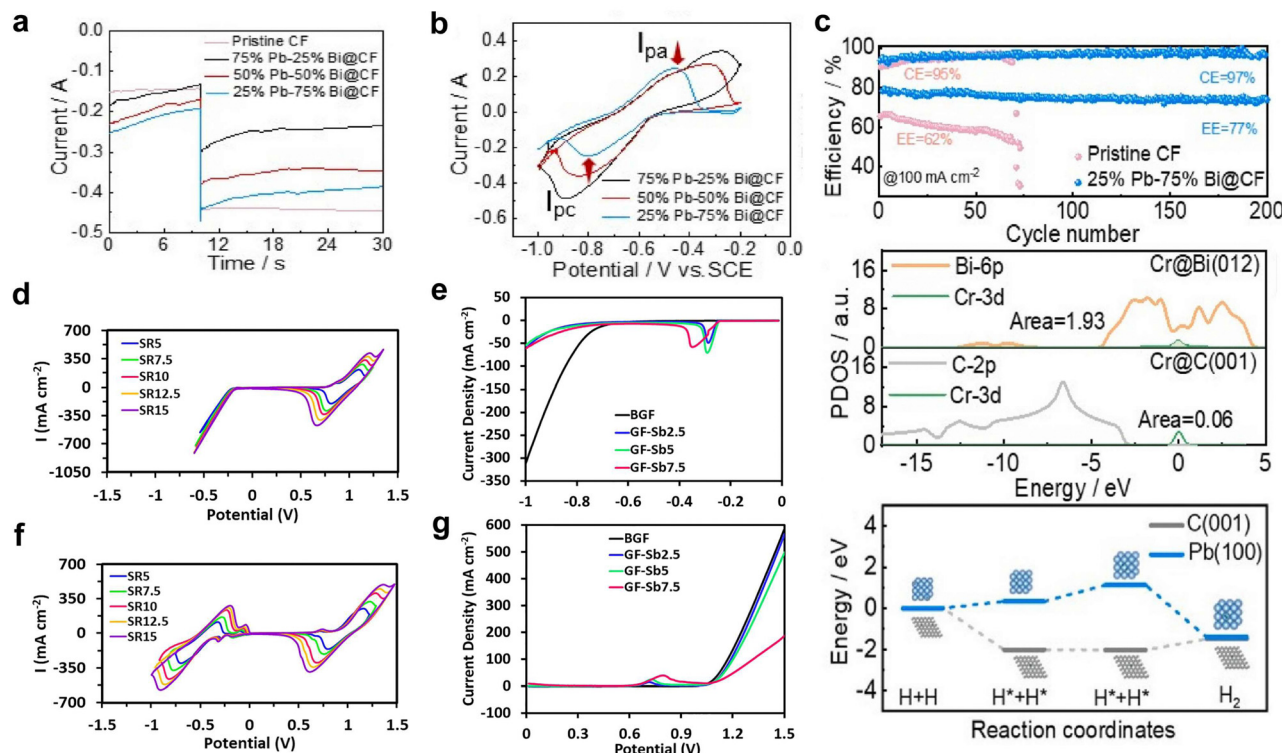 a
-0.1
-0.2
-0.3
-0.4
-0.5
Current / A
Pristine CF
75% Pb-25% Bi@CF
50% Pb-50% Bi@CF
25% Pb-75% Bi@CF
0 6 12 18 24 30
Time / s
b
0.4
0.2
0.0
-0.2
-0.4
-0.6
Current / A
Ipa
Ipc
75% Pb-25% Bi@CF
50% Pb-50% Bi@CF
25% Pb-75% Bi@CF
-1.0 -0.8 -0.6 -0.4 -0.2 0.0
Potential / V vs.SCE
c
100
80
60
40
Efficiency / %
CE=95%
CE=97%
EE=62%
EE=77%
Pristine CF
25% Pb-75% Bi@CF
@100 mA cm-2
0 50 100 150 200
Cycle number
16
8
0
16
8
0
PDOS / a.u.
Bi-6p
Cr-3d
Cr@Bi(012)
Area=1.93
C-2p
Cr-3d
Cr@C(001)
Area=0.06
-15 -10 -5 0 5
Energy / eV
4
2
0
-2
-4
Energy / eV
C(001)
Pb(100)
H+H H*+H* H*+H* H2
Reaction coordinates
d
700
350
0
-350
-700
-1050
I (mA cm-2)
SR5
SR7.5
SR10
SR12.5
SR15
-1.5 -1 -0.5 0 0.5 1 1.5
Potential (V)
e
0
-50
-100
-150
-200
-250
-300
-350
Current Density (mA cm-2)
BGF
GF-Sb2.5
GF-Sb5
GF-Sb7.5
-1 -0.8 -0.6 -0.4 -0.2 0
f
700
350
0
-350
-700
I (mA cm-2)
SR5
SR7.5
SR10
SR12.5
SR15
-1.5 -1 -0.5 0 0.5 1 1.5
Potential (V)
g
600
500
400
300
200
100
0
-100
Current Density (mA cm-2)
BGF
GF-Sb2.5
GF-Sb5
GF-Sb7.5
0 0.3 0.6 0.9 1.2 1.5
Potential (V)